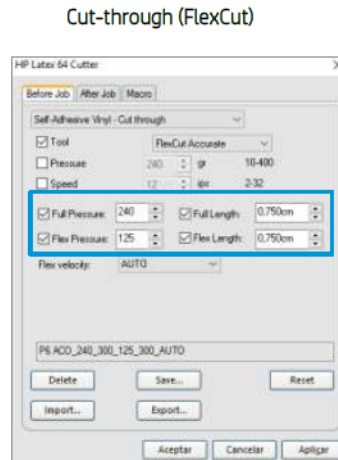 Cut-through (FlexCut)
HP Latex 64 Cutter
Before Job After Job Macro
Self-Adhesive Vinyl - Cut through
Tool FlexCut Accurate
Pressure 240 gr 10-400
Speed 12 ips 2-32
Full Pressure: 240 Full Length: 0,750cm
Flex Pressure: 125 Flex Length: 0,750cm
Flex velocity: AUTO
P6 ACO_240_300_125_300_AUTO
Delete Save... Reset
Import... Export...
Aceptar Cancelar Aplicar